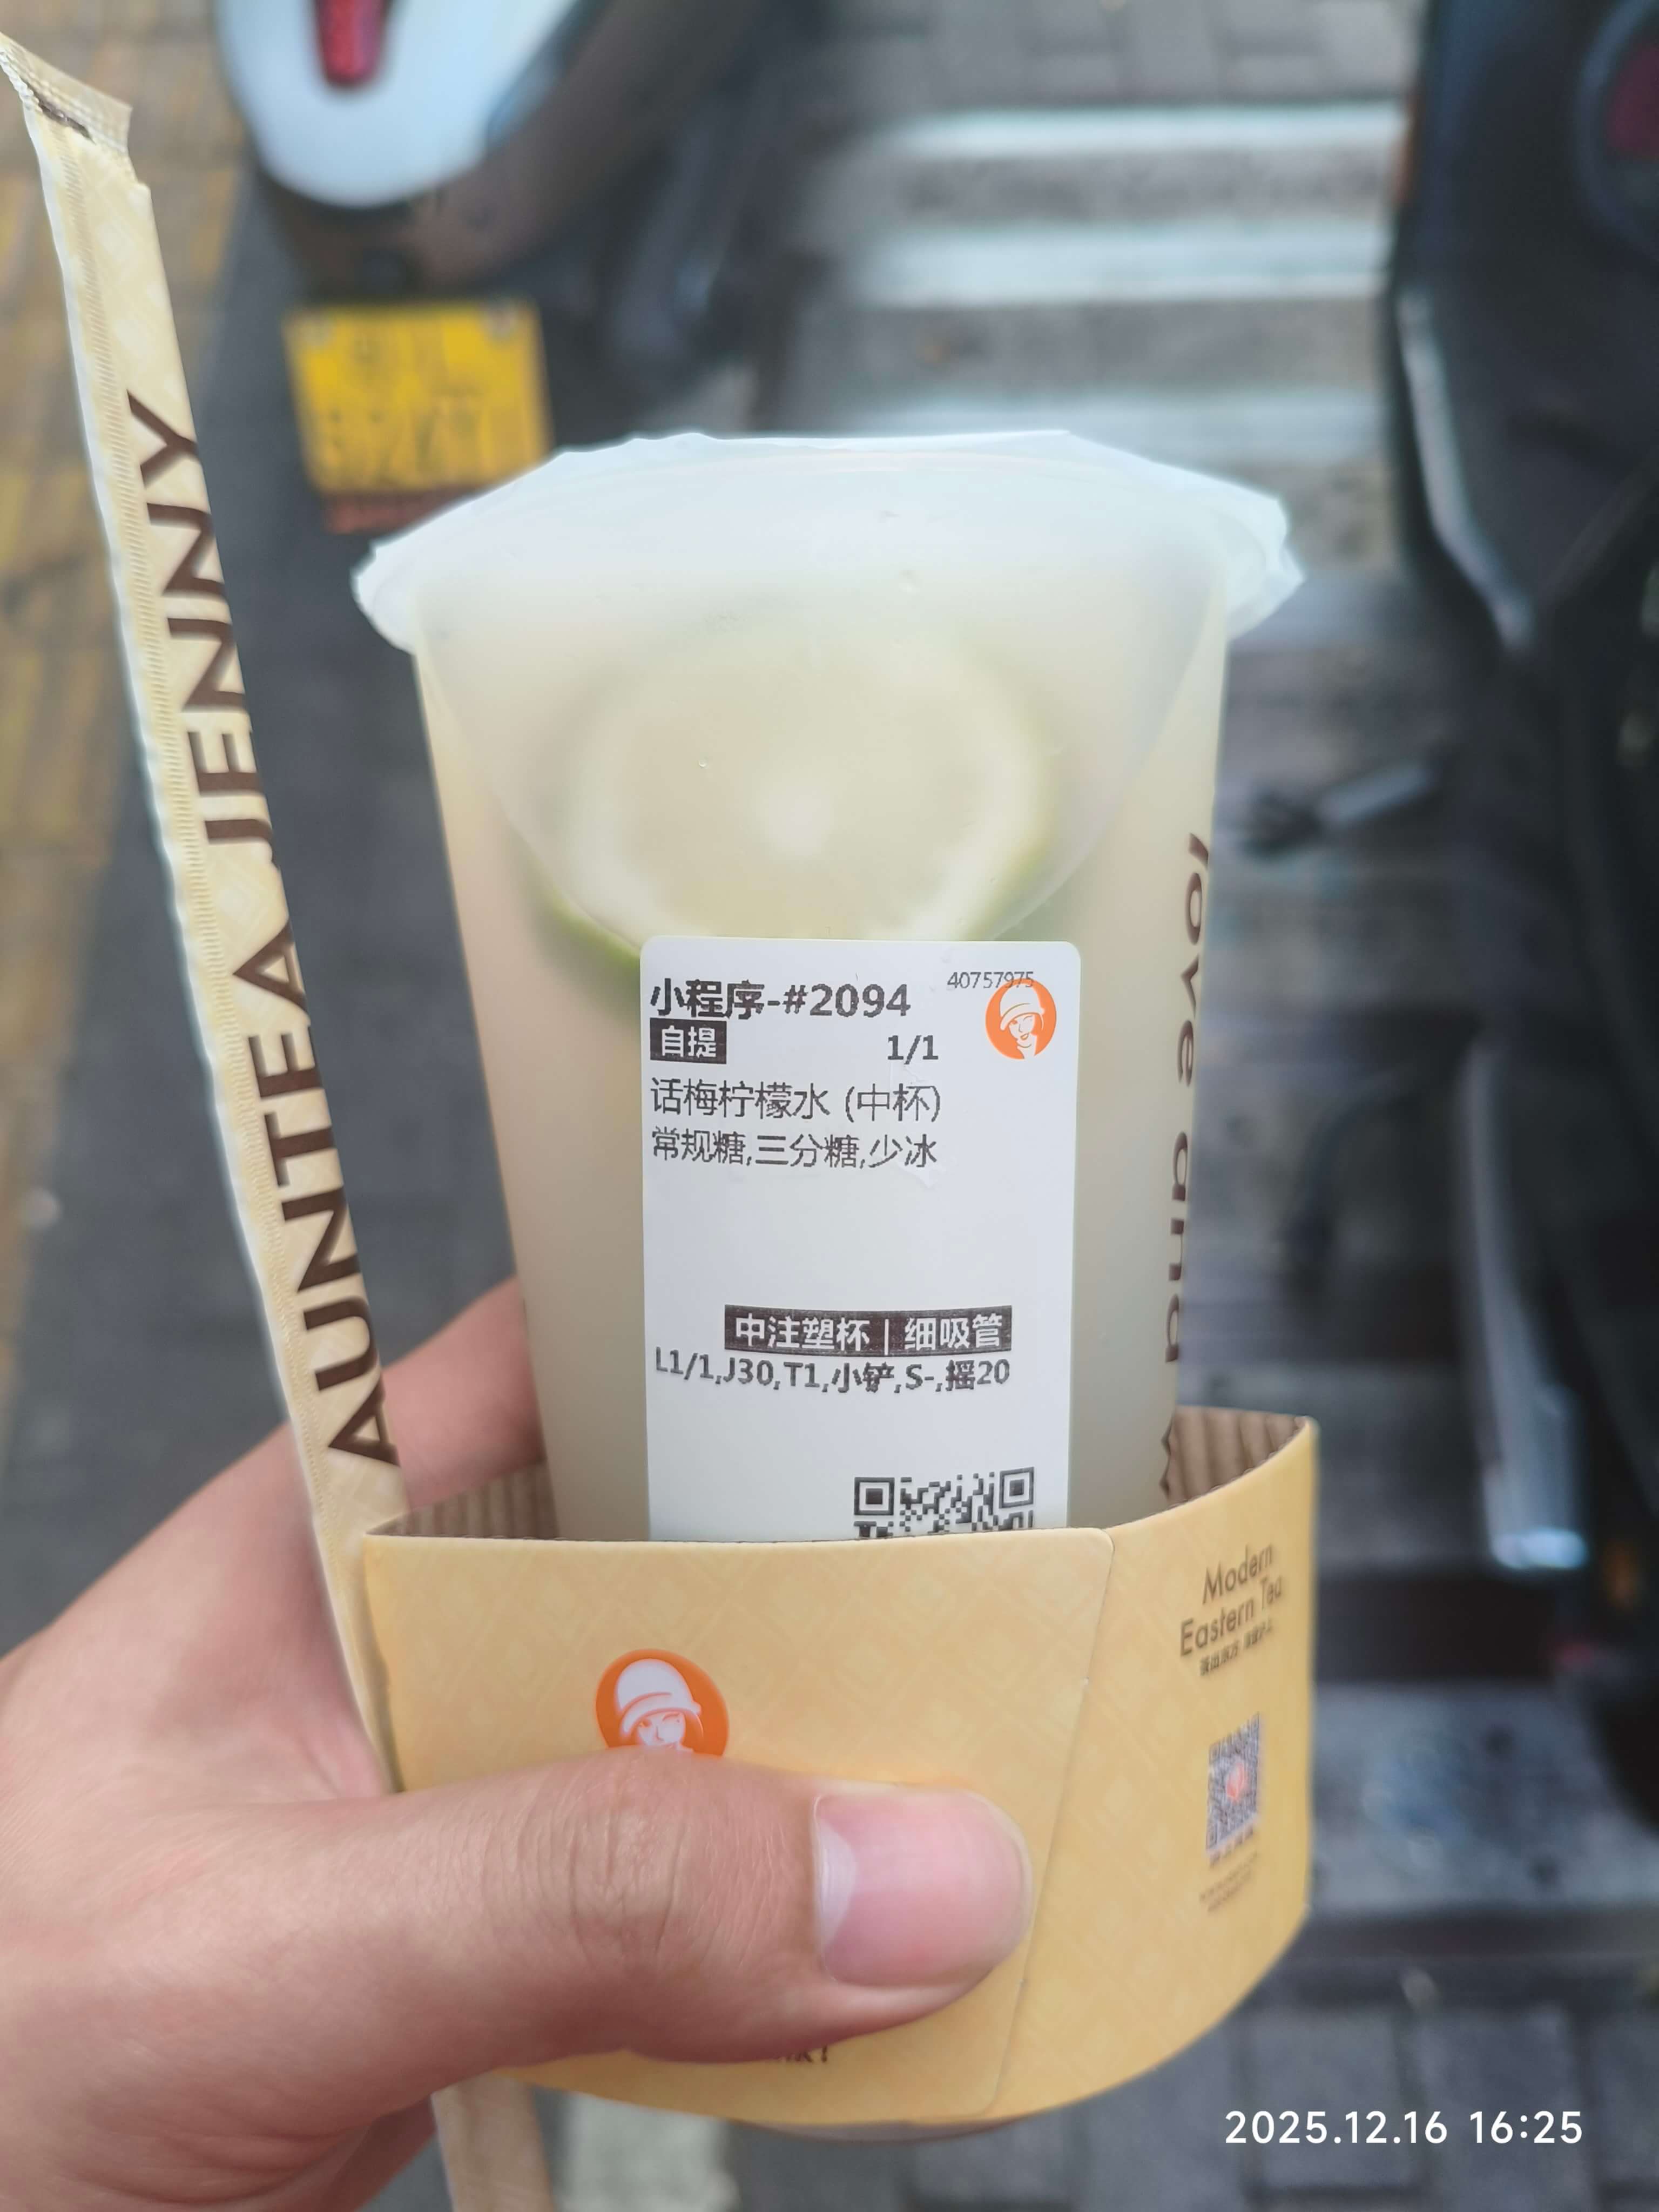 AUNTEA JENNY
小程序-#2094
40757975
自提
1/1
话梅柠檬水 (中杯)
常规糖,三分糖,少冰
中注塑杯 | 细吸管
L1/1,J30,T1,小铲,S-,摇20
love and
Modern
Eastern Tea
2025.12.16 16:25